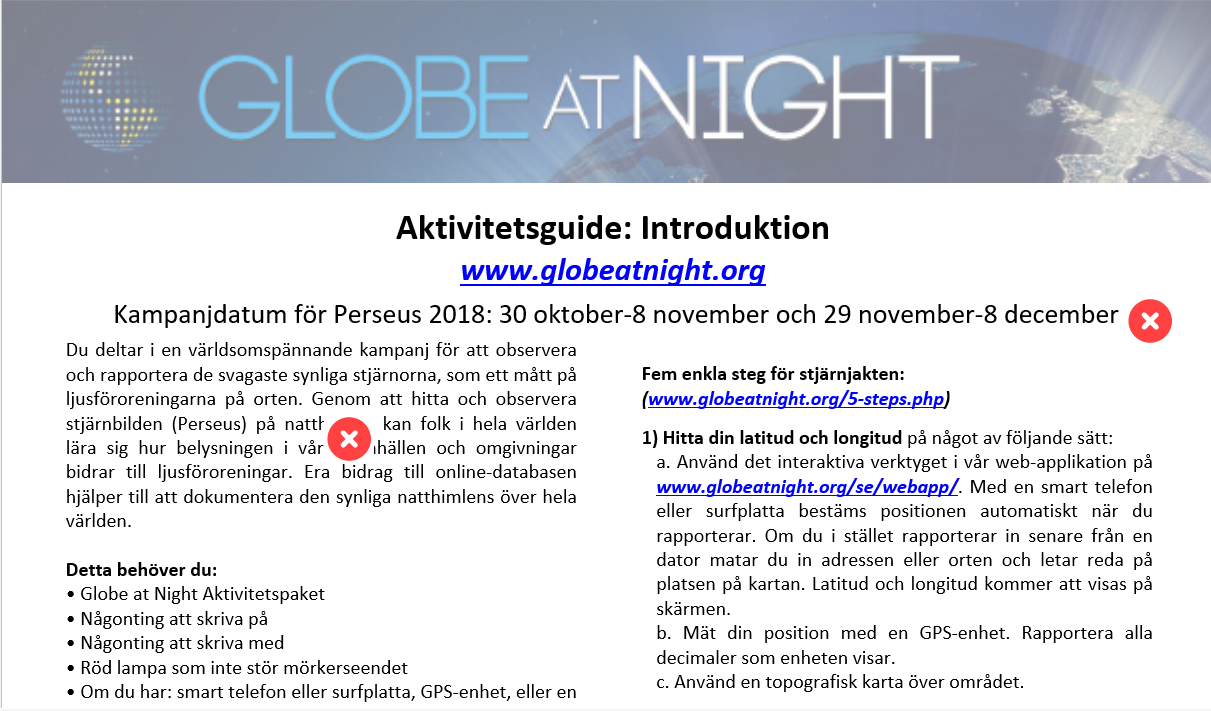 GLOBE AT NIGHT
Aktivitetsguide: Introduktion
www.globeatnight.org
Kampanjdatum för Perseus 2018: 30 oktober-8 november och 29 november-8 december
Du deltar i en världsomspännande kampanj för att observera
och rapportera de svagaste synliga stjärnorna, som ett mått på
ljusföroreningarna på orten. Genom att hitta och observera
stjärnbilden (Perseus) på kan folk i hela världen
lära sig hur belysningen i och omgivningar
bidrar till ljusföroreningar. Era bidrag till online-databasen
hjälper till att dokumentera den synliga natthimlens över hela
världen.
Detta behöver du:
• Globe at Night Aktivitetspaket
• Någonting att skriva på
• Någonting att skriva med
• Röd lampa som inte stör mörkerseendet
• Om du har: smart telefon eller surfplatta, GPS-enhet, eller en
Fem enkla steg för stjärnjakten:
(www.globeatnight.org/5-steps.php)
1) Hitta din latitud och longitud på något av följande sätt:
a. Använd det interaktiva verktyget i vår web-applikation på
www.globeatnight.org/se/webapp/. Med en smart telefon
eller surfplatta bestäms positionen automatiskt när du
rapporterar. Om du i stället rapporterar in senare från en
dator matar du in adressen eller orten och letar reda på
platsen på kartan. Latitud och longitud kommer att visas på
skärmen.
b. Mät din position med en GPS-enhet. Rapportera alla
decimaler som enheten visar.
c. Använd en topografisk karta över området.